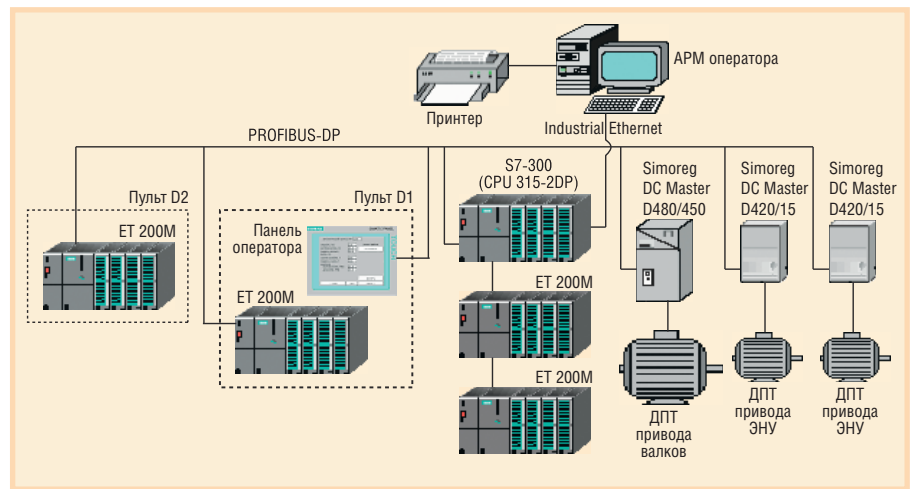 АРМ оператора
Принтер
Industrial Ethernet
PROFIBUS-DP
S7-300
(CPU 315-2DP)
Simoreg
DC Master
D480/450
Simoreg
DC Master
D420/15
Simoreg
DC Master
D420/15
Пульт D2
ET 200M
Пульт D1
Панель
оператора
ET 200M
ET 200M
ET 200M
ДПТ
привода
валков
ДПТ
привода
ЭНУ
ДПТ
привода
ЭНУ